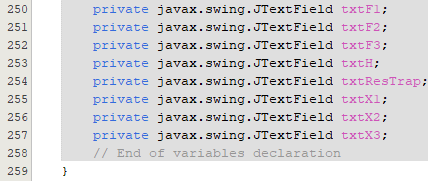 250 private javax.swing.JTextField txtF1;
251 private javax.swing.JTextField txtF2;
252 private javax.swing.JTextField txtF3;
253 private javax.swing.JTextField txtH;
254 private javax.swing.JTextField txtResTrap;
255 private javax.swing.JTextField txtX1;
256 private javax.swing.JTextField txtX2;
257 private javax.swing.JTextField txtX3;
258 // End of variables declaration
259 }